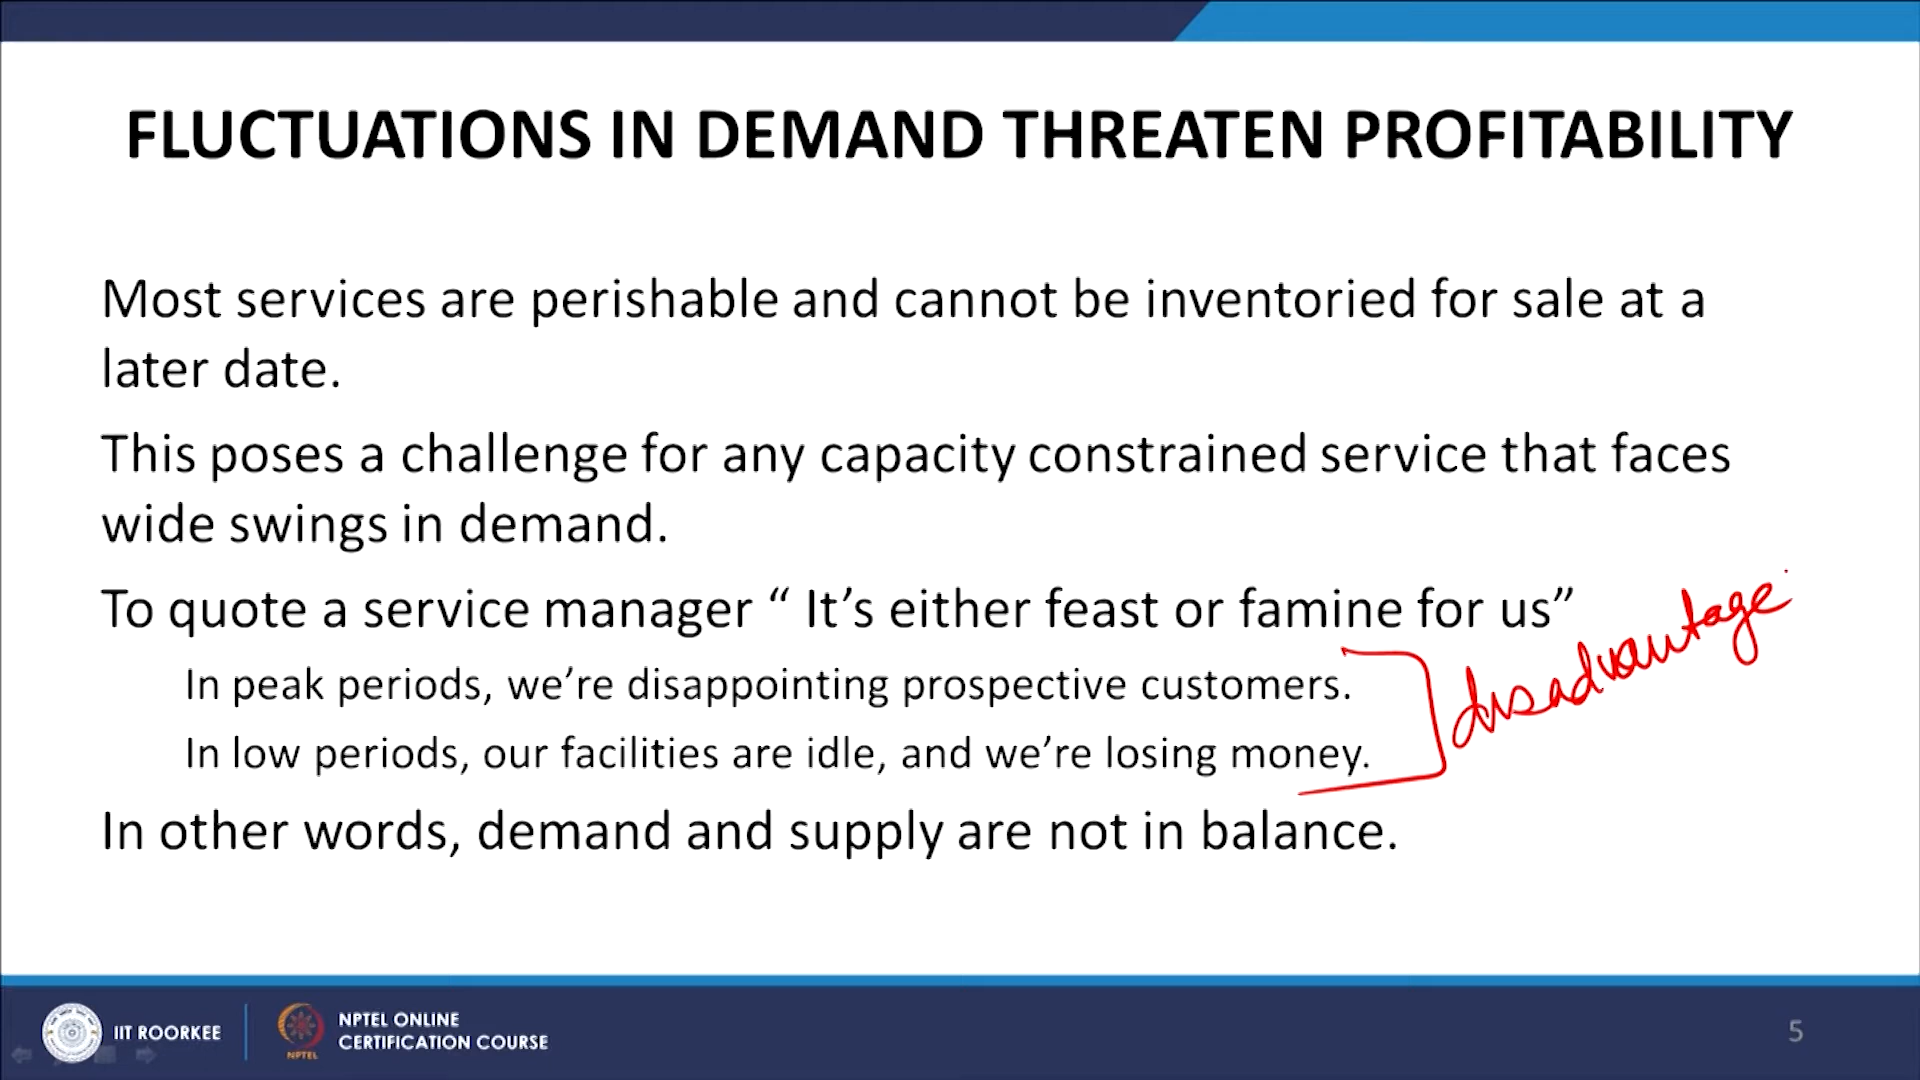 FLUCTUATIONS IN DEMAND THREATEN PROFITABILITY
Most services are perishable and cannot be inventoried for sale at a
later date.
This poses a challenge for any capacity constrained service that faces
wide swings in demand.
To quote a service manager “ It’s either feast or famine for us”
In peak periods, we’re disappointing prospective customers.
In low periods, our facilities are idle, and we’re losing money.
disadvantage
In other words, demand and supply are not in balance.
IIT ROORKEE
NPTEL
NPTEL ONLINE
CERTIFICATION COURSE
5